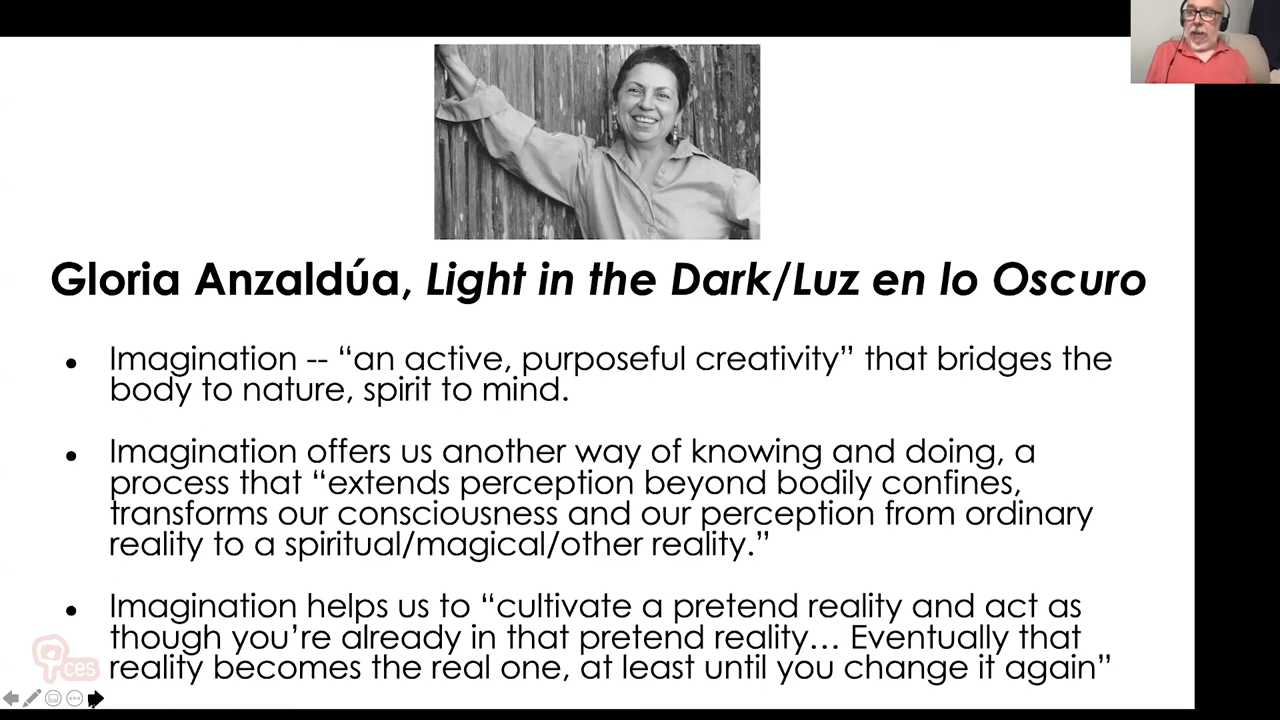 Gloria Anzaldúa, Light in the Dark/Luz en lo Oscuro
● Imagination -- “an active, purposeful creativity” that bridges the
body to nature, spirit to mind.
● Imagination offers us another way of knowing and doing, a
process that “extends perception beyond bodily confines,
transforms our consciousness and our perception from ordinary
reality to a spiritual/magical/other reality.”
● Imagination helps us to “cultivate a pretend reality and act as
though you’re already in that pretend reality… Eventually that
reality becomes the real one, at least until you change it again”
ces